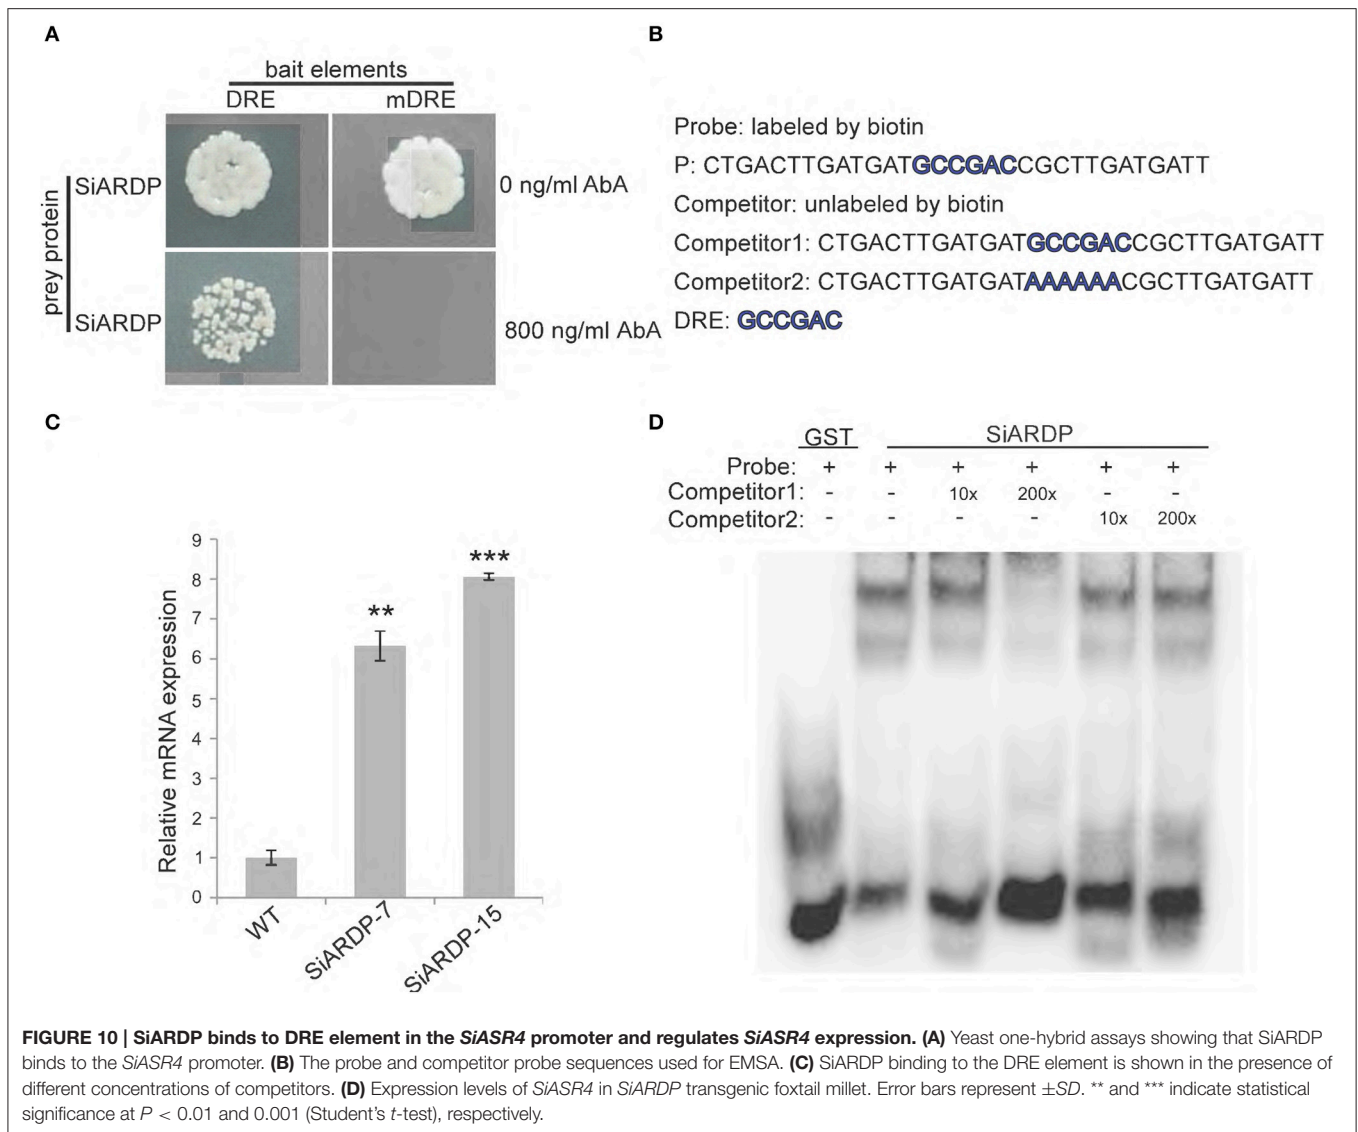 A
bait elements
DRE
mDRE
prey protein
SiARDP
0 ng/ml AbA
SiARDP
800 ng/ml AbA
B
Probe: labeled by biotin
P: CTGACTTGATGATGCCGACCGCTTGATGATT
Competitor: unlabeled by biotin
Competitor1: CTGACTTGATGATGCCGACCGCTTGATGATT
Competitor2: CTGACTTGATGATAAAAAACGCTTGATGATT
DRE: GCCGAC
C
Relative mRNA expression
9
8
7
6
5
4
3
2
1
0
**
***
WT
SiARDP-7
SiARDP-15
D
GST
SiARDP
Probe: + + + + + +
Competitor1: - - 10x 200x - -
Competitor2: - - - - 10x 200x
FIGURE 10 | SiARDP binds to DRE element in the SiASR4 promoter and regulates SiASR4 expression. (A) Yeast one-hybrid assays showing that SiARDP
binds to the SiASR4 promoter. (B) The probe and competitor probe sequences used for EMSA. (C) SiARDP binding to the DRE element is shown in the presence of
different concentrations of competitors. (D) Expression levels of SiASR4 in SiARDP transgenic foxtail millet. Error bars represent ±SD. ** and *** indicate statistical
significance at P < 0.01 and 0.001 (Student's t-test), respectively.